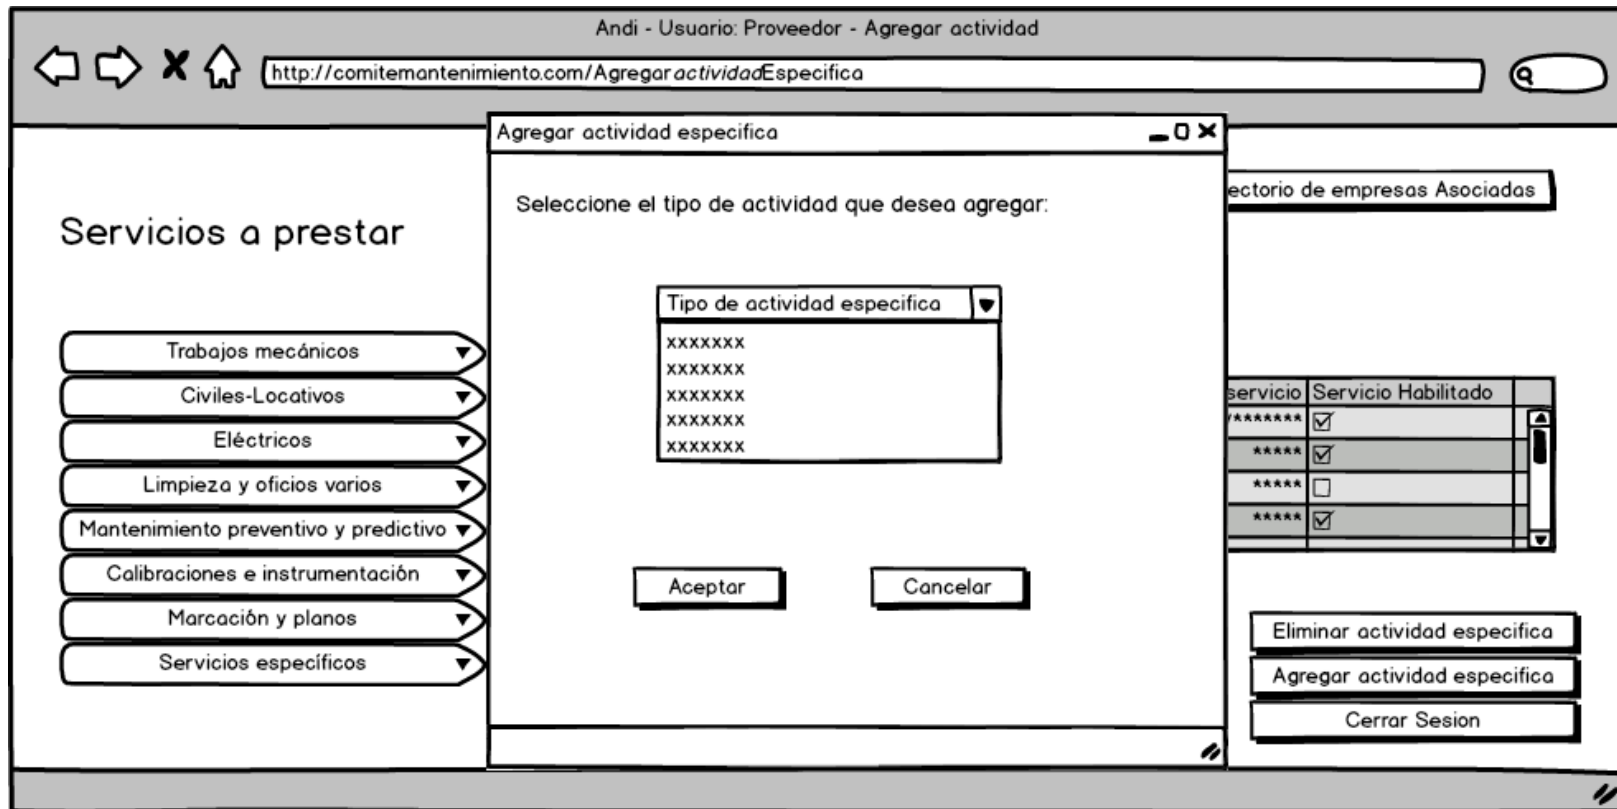 Andi - Usuario: Proveedor - Agregar actividad
http://comitemantenimiento.com/AgregaractividadEspecifica
Agregar actividad especifica
Seleccione el tipo de actividad que desea agregar:
ectorio de empresas Asociadas
Servicios a prestar
Tipo de actividad especifica
xxxxxxx
xxxxxxx
xxxxxxx
xxxxxxx
xxxxxxx
Trabajos mecánicos
Civiles-Locativos
Eléctricos
Limpieza y oficios varios
Mantenimiento preventivo y predictivo
Calibraciones e instrumentación
Marcación y planos
Servicios específicos
servicio Servicio Habilitado
*******
*****
*****
*****
Aceptar
Cancelar
Eliminar actividad especifica
Agregar actividad especifica
Cerrar Sesion